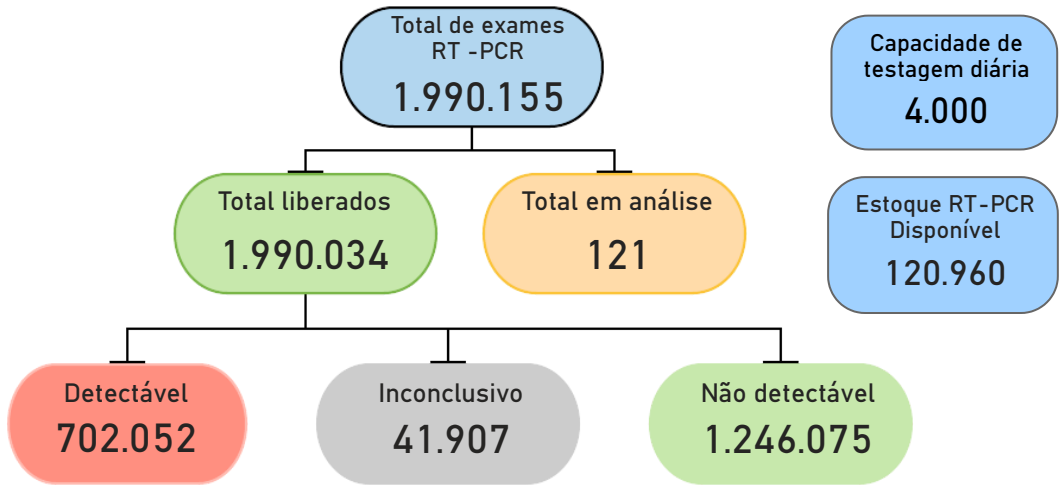 Total de exames
RT -PCR
1.990.155
Capacidade de
testagem diária
4.000
Total liberados
1.990.034
Total em análise
121
Estoque RT-PCR
Disponível
120.960
Detectável
702.052
Inconclusivo
41.907
Não detectável
1.246.075